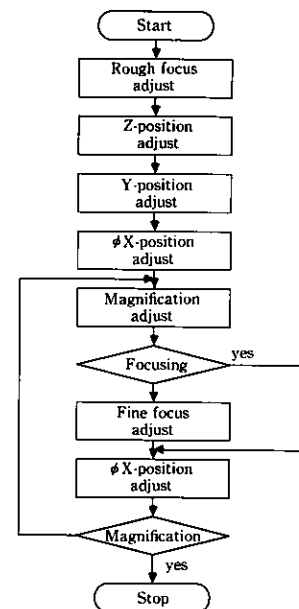 Start
Rough focus
adjust
Z-position
adjust
Y-position
adjust
φX-position
adjust
Magnification
adjust
Focusing
yes
Fine focus
adjust
φX-position
adjust
Magnification
yes
Stop